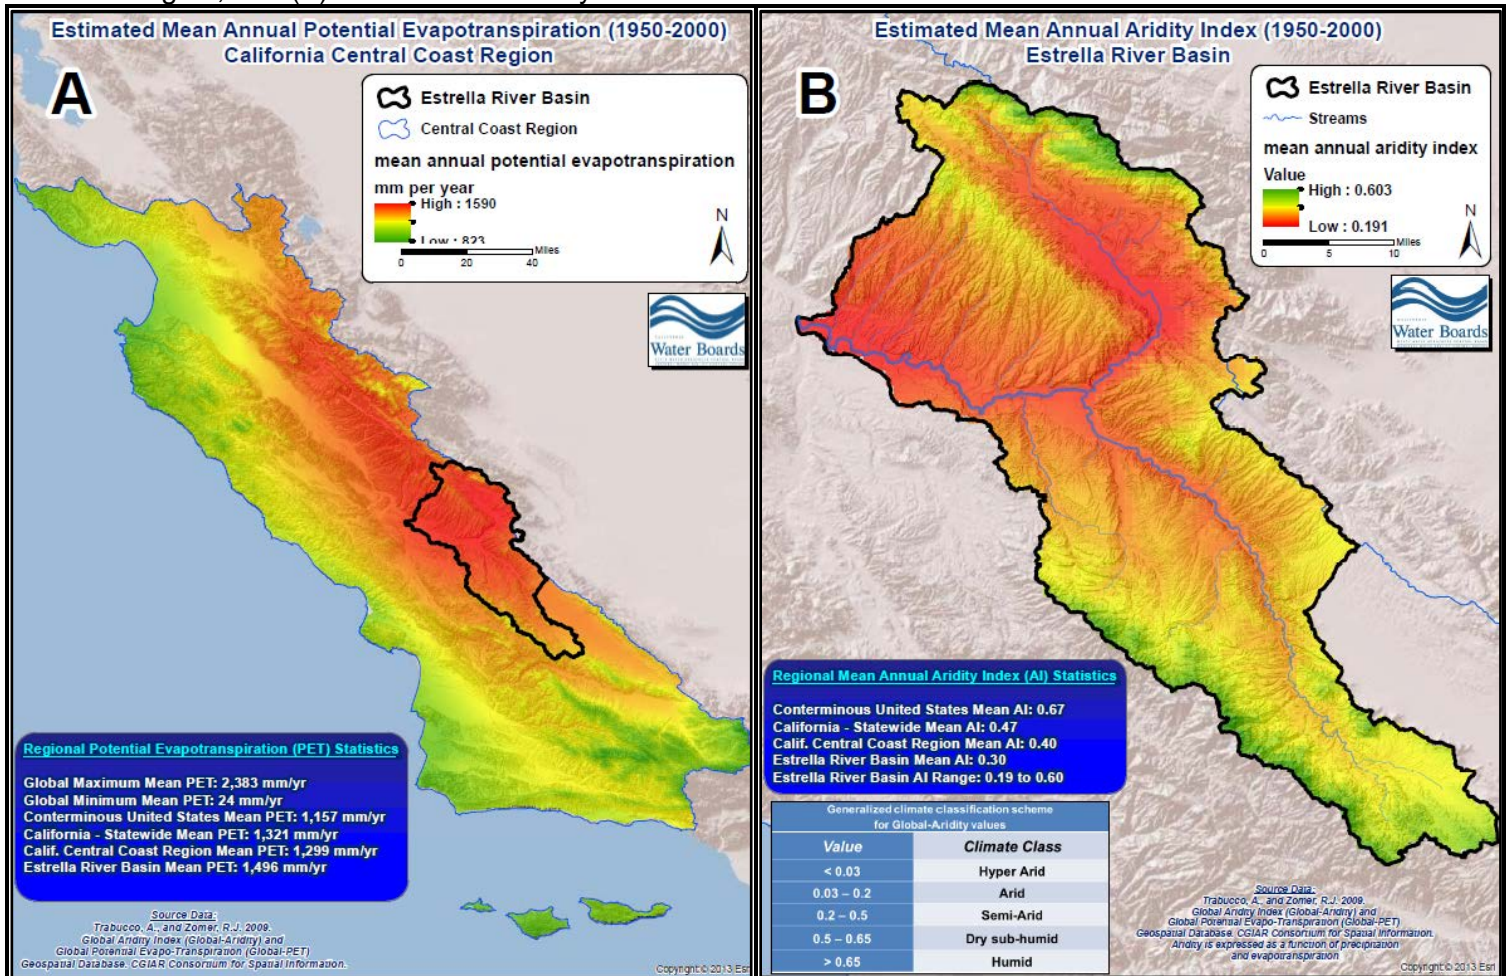 Estimated Mean Annual Potential Evapotranspiration (1950-2000)
California Central Coast Region
A
Estrella River Basin
Central Coast Region
mean annual potential evapotranspiration
mm per year
High : 1590
Low : 823
Miles
0 20 40
N
Water Boards
Regional Potential Evapotranspiration (PET) Statistics
Global Maximum Mean PET: 2,383 mm/yr
Global Minimum Mean PET: 24 mm/yr
Conterminous United States Mean PET: 1,157 mm/yr
California - Statewide Mean PET: 1,321 mm/yr
Calif. Central Coast Region Mean PET: 1,299 mm/yr
Estrella River Basin Mean PET: 1,496 mm/yr
Source Data:
Trabucco, A., and Zomer, R.J. 2009.
Global Aridity Index (Global-Aridity) and
Global Potential Evapo-Transpiration (Global-PET)
Geospatial Database. CGIAR Consortium for Spatial Information.
Copyright:© 2013 Esri
Estimated Mean Annual Aridity Index (1950-2000)
Estrella River Basin
B
Estrella River Basin
Streams
mean annual aridity index
Value
High : 0.603
Low : 0.191
Miles
0 5 10
N
Water Boards
Regional Mean Annual Aridity Index (AI) Statistics
Conterminous United States Mean AI: 0.67
California - Statewide Mean AI: 0.47
Calif. Central Coast Region Mean AI: 0.40
Estrella River Basin Mean AI: 0.30
Estrella River Basin AI Range: 0.19 to 0.60
Generalized climate classification scheme
for Global-Aridity values
Value Climate Class
< 0.03 Hyper Arid
0.03 – 0.2 Arid
0.2 – 0.5 Semi-Arid
0.5 – 0.65 Dry sub-humid
> 0.65 Humid
Source Data:
Trabucco, A., and Zomer, R.J. 2009.
Global Aridity Index (Global-Aridity) and
Global Potential Evapo-Transpiration (Global-PET)
Geospatial Database. CGIAR Consortium for Spatial Information.
Aridity is expressed as a function of precipitation
and evapotranspiration
Copyright:© 2013 Esri